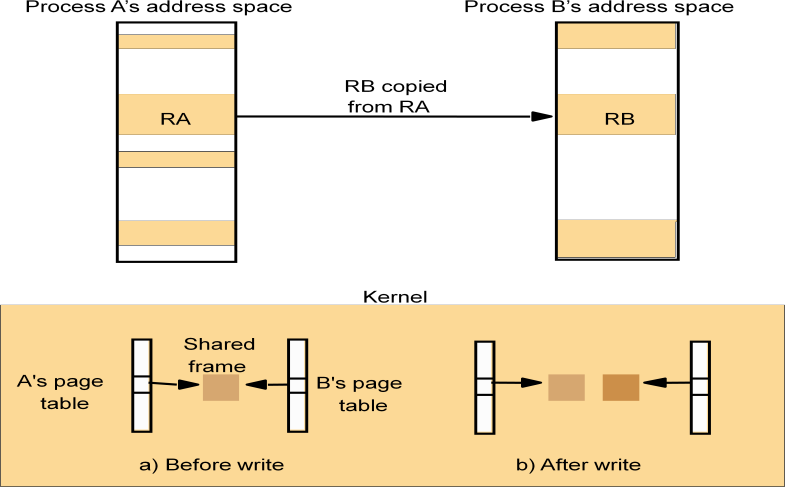 Process A's address space
Process B's address space
RB copied
from RA
RA
RB
Kernel
Shared
frame
A's page
table
B's page
table
a) Before write
b) After write